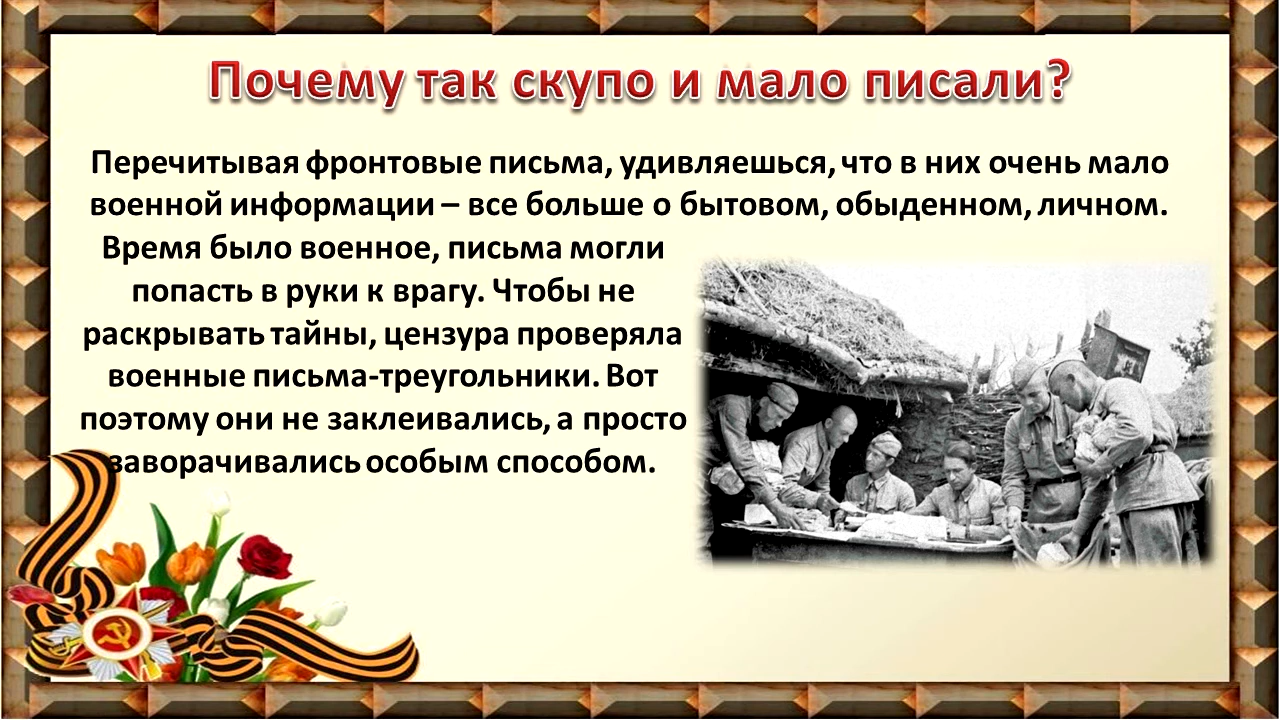 Почему так скупо и мало писали?
Перечитывая фронтовые письма, удивляешься, что в них очень мало
военной информации – все больше о бытовом, обыденном, личном.
Время было военное, письма могли
попасть в руки к врагу. Чтобы не
раскрывать тайны, цензура проверяла
военные письма-треугольники. Вот
поэтому они не заклеивались, а просто
заворачивались особым способом.